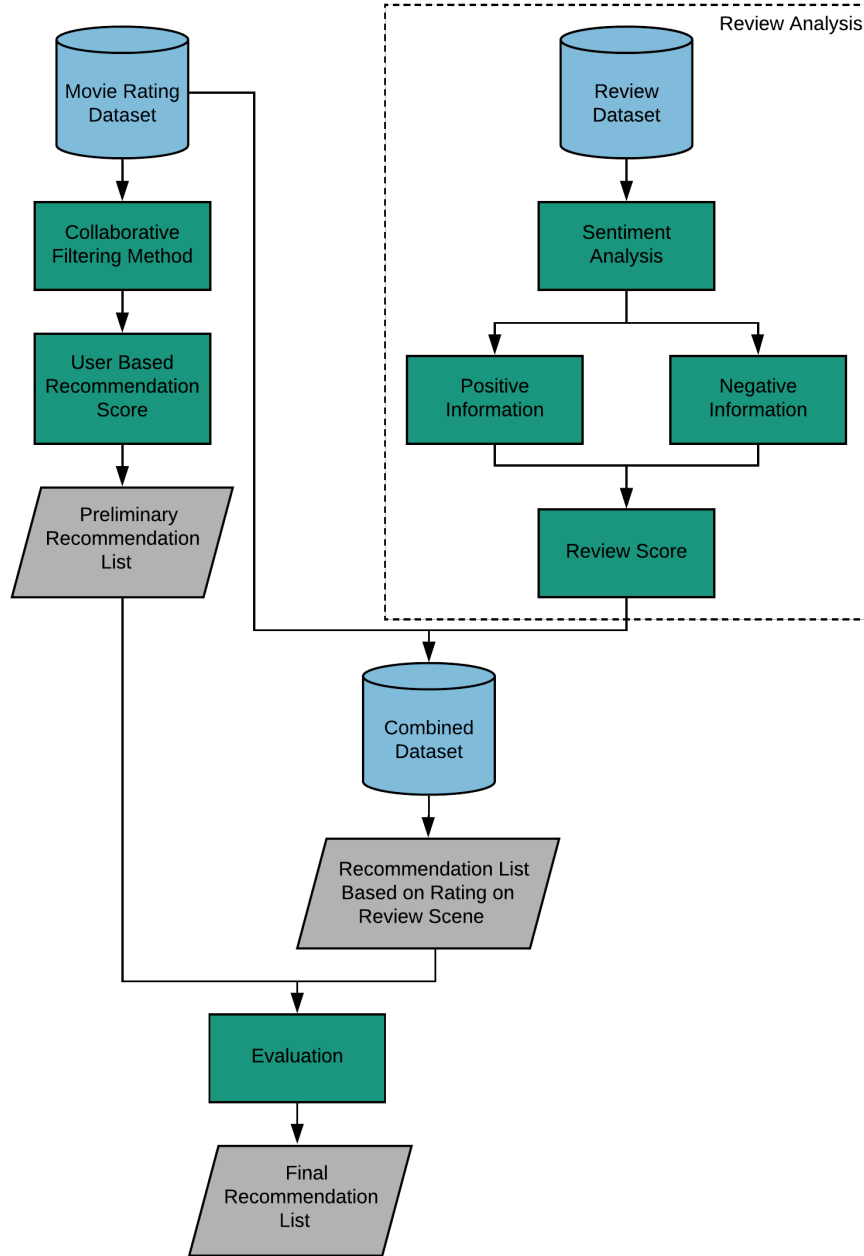 Review Analysis
Movie Rating
Dataset
Review
Dataset
Collaborative
Filtering Method
Sentiment
Analysis
User Based
Recommendation
Score
Positive
Information
Negative
Information
Preliminary
Recommendation
List
Review Score
Combined
Dataset
Recommendation List
Based on Rating on
Review Scene
Evaluation
Final
Recommendation
List